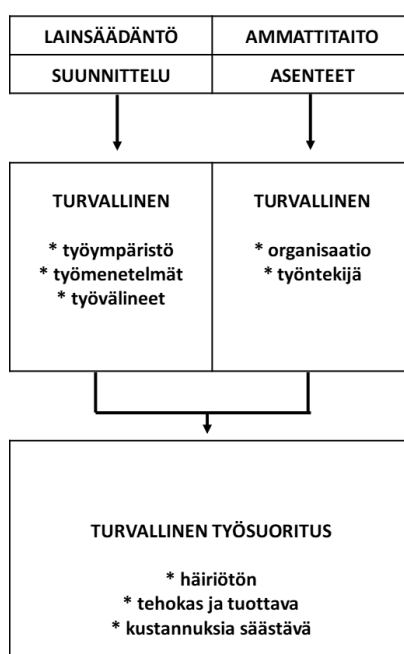 LAINSÄÄDÄNTÖ
AMMATTITAITO
SUUNNITTELU
ASENTEET
TURVALLINEN
* työympäristö
* työmenetelmät
* työvälineet
TURVALLINEN
* organisaatio
* työntekijä
TURVALLINEN TYÖSUORITUS
* häiriötön
* tehokas ja tuottava
* kustannuksia säästävä